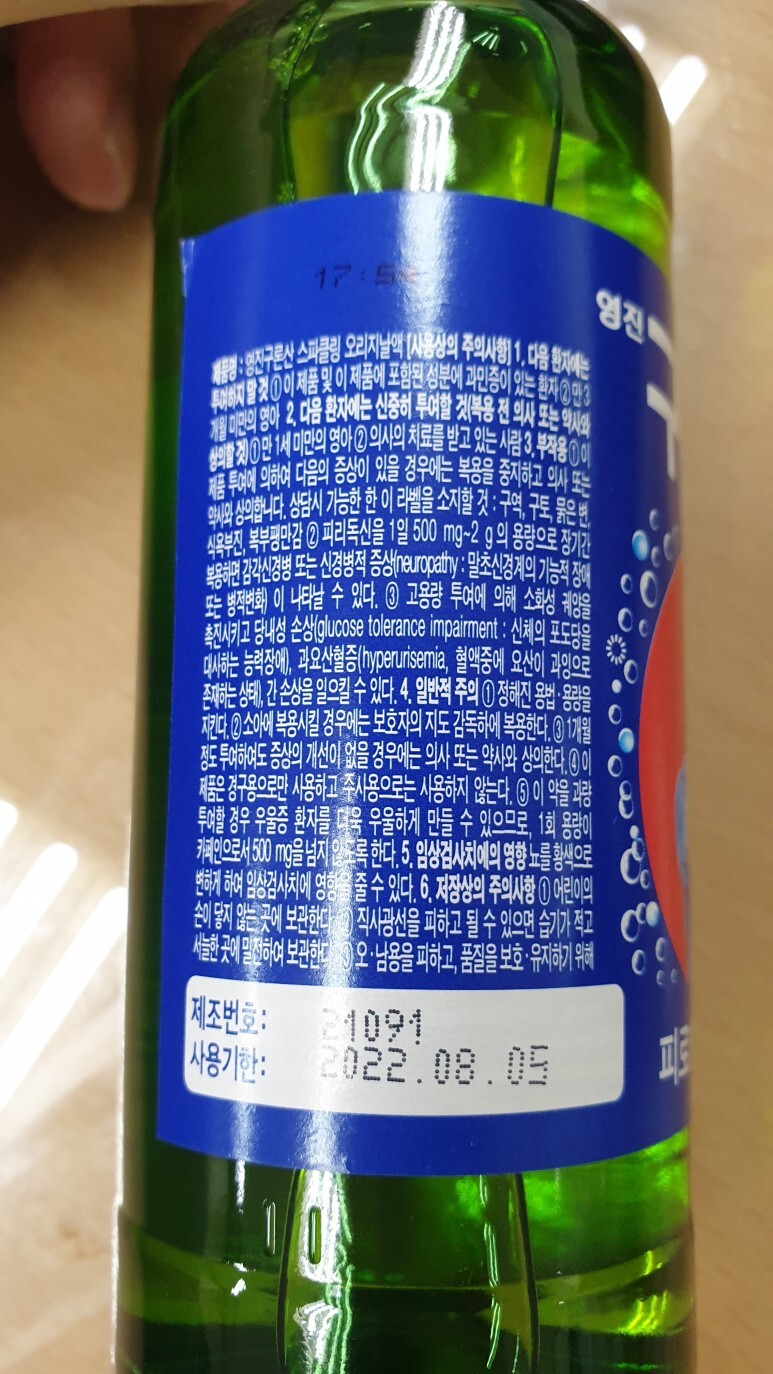 영진
제품명 : 영진구론산 스파클링 오리지날액 [사용상의 주의사항] 1. 다음 환자에는
투여하지 말 것 ① 이 제품 및 이 제품에 포함된 성분에 과민증이 있는 환자 ② 만 3
개월 미만의 영아 2. 다음 환자에는 신중히 투여할 것(복용 전 의사 또는 약사와
상의할 것) ① 만 1세 미만의 영아 ② 의사의 치료를 받고 있는 사람 3. 부작용 ① 이
제품 투여에 의하여 다음의 증상이 있을 경우에는 복용을 중지하고 의사 또는
약사와 상의합니다. 상담시 가능한 한 이 라벨을 소지할 것 : 구역, 구토, 묽은 변,
식욕부진, 복부팽만감 ② 피리독신을 1일 500 mg~2 g의 용량으로 장기간
복용하면 감각신경병 또는 신경병적 증상(neuropathy : 말초신경계의 기능적 장애
또는 병적변화) 이 나타날 수 있다. ③ 고용량 투여에 의해 소화성 궤양을
촉진시키고 당내성 손상(glucose tolerance impairment : 신체의 포도당을
대사하는 능력장애), 과요산혈증(hyperurisemia, 혈액중에 요산이 과잉으로
존재하는 상태), 간 손상을 일으킬 수 있다. 4. 일반적 주의 ① 정해진 용법·용량을
지킨다. ② 소아에 복용시킬 경우에는 보호자의 지도 감독하에 복용한다. ③ 1개월
정도 투여하여도 증상의 개선이 없을 경우에는 의사 또는 약사와 상의한다. ④ 이
제품은 경구용으로만 사용하고 주사용으로는 사용하지 않는다. ⑤ 이 약을 과량
투여할 경우 우울증 환자를 더욱 우울하게 만들 수 있으므로, 1회 용량이
카페인으로서 500 mg을 넘지 않도록 한다. 5. 임상검사치에의 영향 뇨를 황색으로
변하게 하여 임상검사치에 영향을 줄 수 있다. 6. 저장상의 주의사항 ① 어린이의
손이 닿지 않는 곳에 보관한다. ② 직사광선을 피하고 될 수 있으면 습기가 적고
서늘한 곳에 밀전하여 보관한다. ③ 오·남용을 피하고, 품질을 보호·유지하기 위해
제조번호: 21091
사용기한: 2022.08.05
10